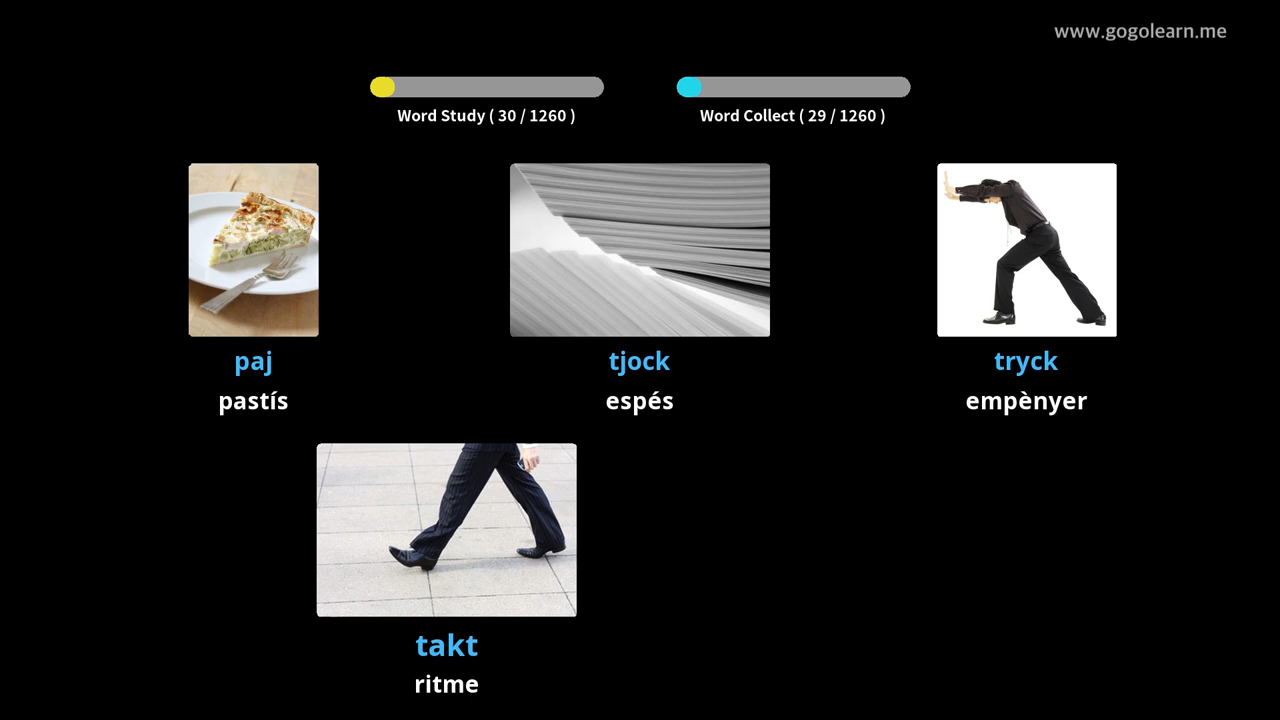 www.gogolearn.me
Word Study ( 30 / 1260 )
Word Collect ( 29 / 1260 )
paj
pastís
tjock
espés
tryck
empènyer
takt
ritme